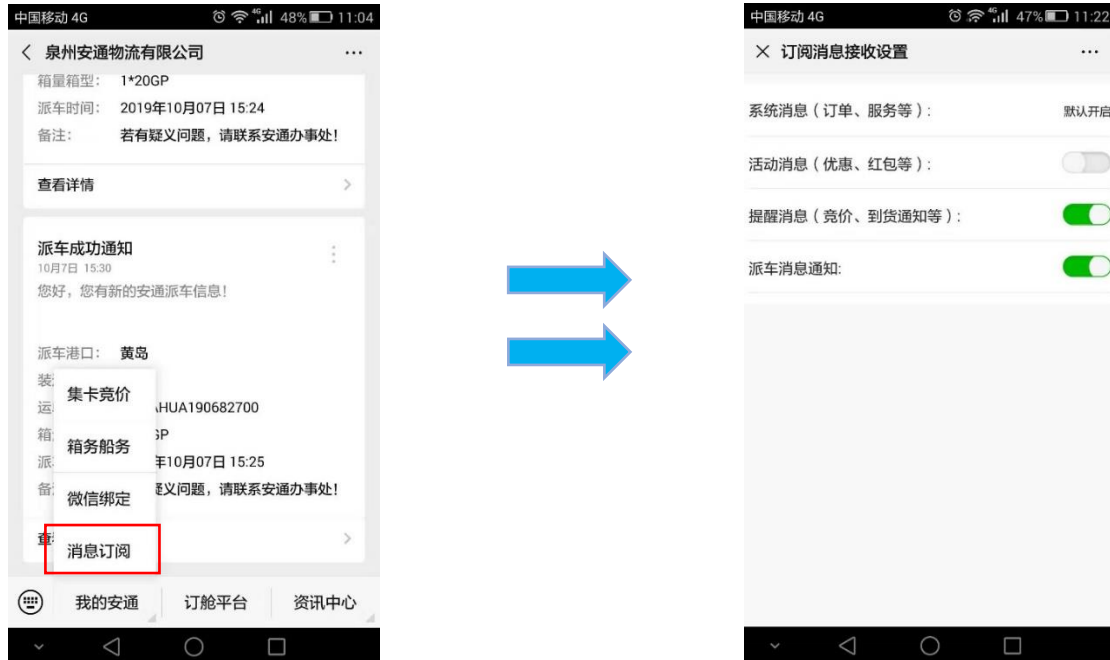 中国移动 4G 48% 11:04
泉州安通物流有限公司
箱量箱型: 1*20GP
派车时间: 2019年10月07日 15:24
备注: 若有疑义问题，请联系安通办事处!
查看详情
派车成功通知
10月7日 15:30
您好，您有新的安通派车信息!
派车港口: 黄岛
装
运 HUA190682700
箱 GP
派 年10月07日 15:25
备 疑义问题，请联系安通办事处!
查
集卡竞价
箱务船务
微信绑定
消息订阅
我的安通 订舱平台 资讯中心
中国移动 4G 47% 11:22
订阅消息接收设置
系统消息（订单、服务等）: 默认开启
活动消息（优惠、红包等）:
提醒消息（竞价、到货通知等）:
派车消息通知: